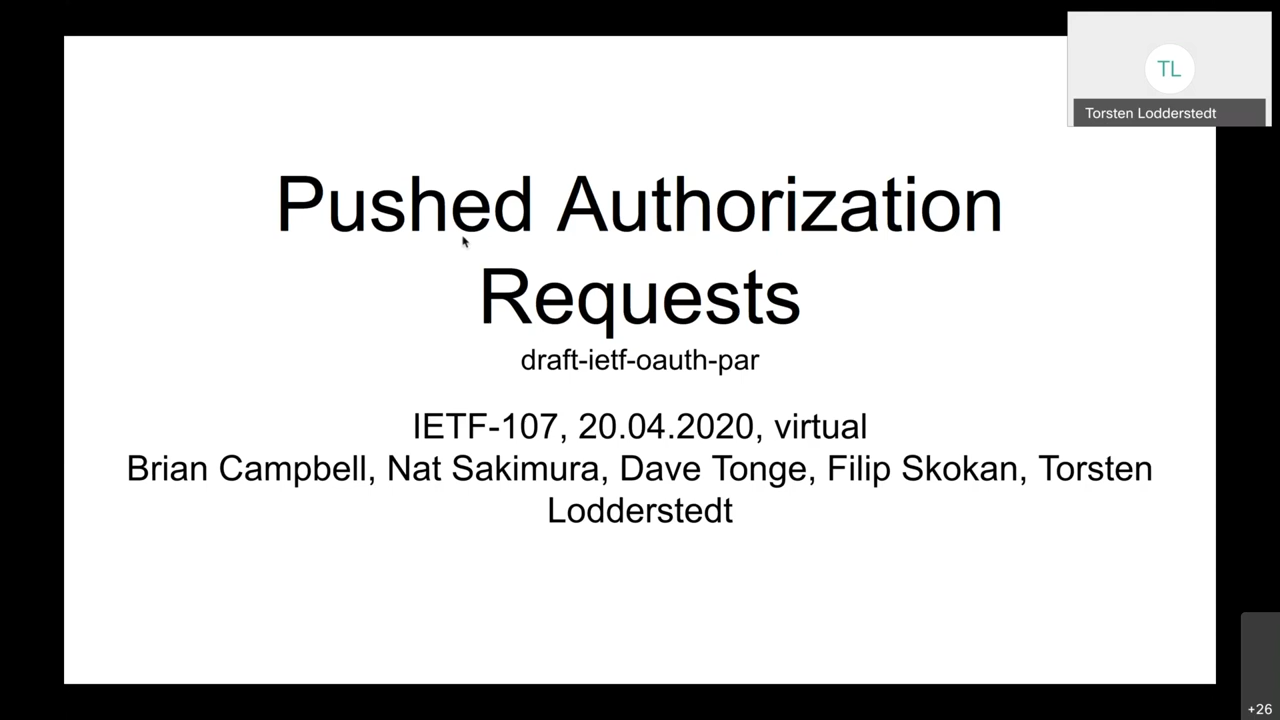 TL
Torsten Lodderstedt
Pushed Authorization
Requests
draft-ietf-oauth-par
IETF-107, 20.04.2020, virtual
Brian Campbell, Nat Sakimura, Dave Tonge, Filip Skokan, Torsten
Lodderstedt
+26